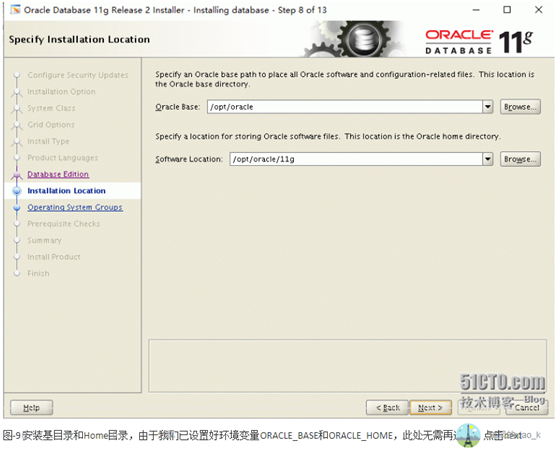 Oracle Database 11g Release 2 Installer - Installing database - Step 8 of 13
Specify Installation Location
ORACLE
DATABASE 11g
Configure Security Updates
Installation Option
System Class
Grid Options
Install Type
Product Languages
Database Edition
Installation Location
Operating System Groups
Prerequisite Checks
Summary
Install Product
Finish
Specify an Oracle base path to place all Oracle software and configuration-related files. This location is
the Oracle base directory.
Oracle Base: /opt/oracle Browse...
Specify a location for storing Oracle software files. This location is the Oracle home directory.
Software Location: /opt/oracle/11g Browse...
Help
< Back
Next >
Cancel
51CTO.com
技术博客 Blog
图-9 安装基目录和Home目录，由于我们已设置好环境变量ORACLE_BASE和ORACLE_HOME，此处无需再 点击next